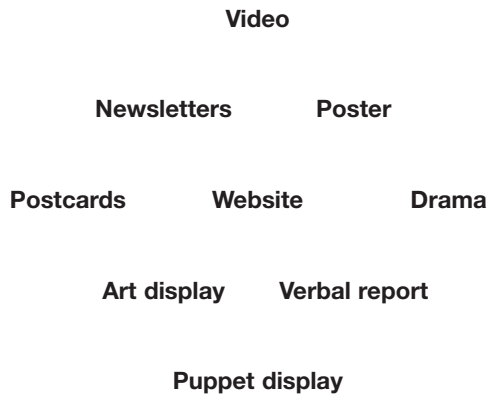 Video
Newsletters Poster
Postcards Website Drama
Art display Verbal report
Puppet display